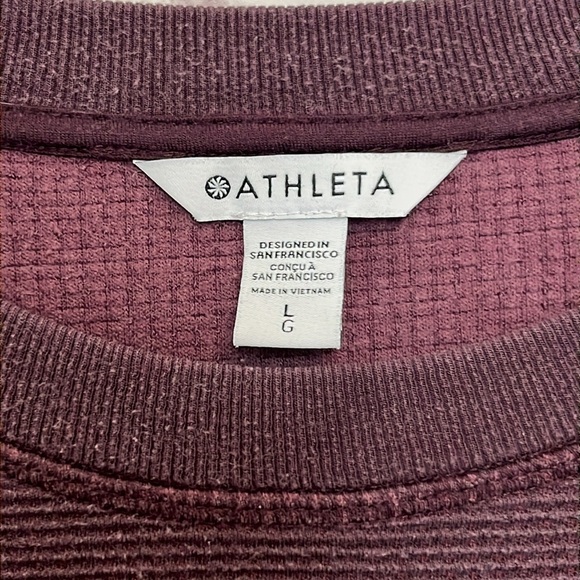 ATHLETA
DESIGNED IN
SAN FRANCISCO
CONÇU À
SAN FRANCISCO
MADE IN VIETNAM
L
G